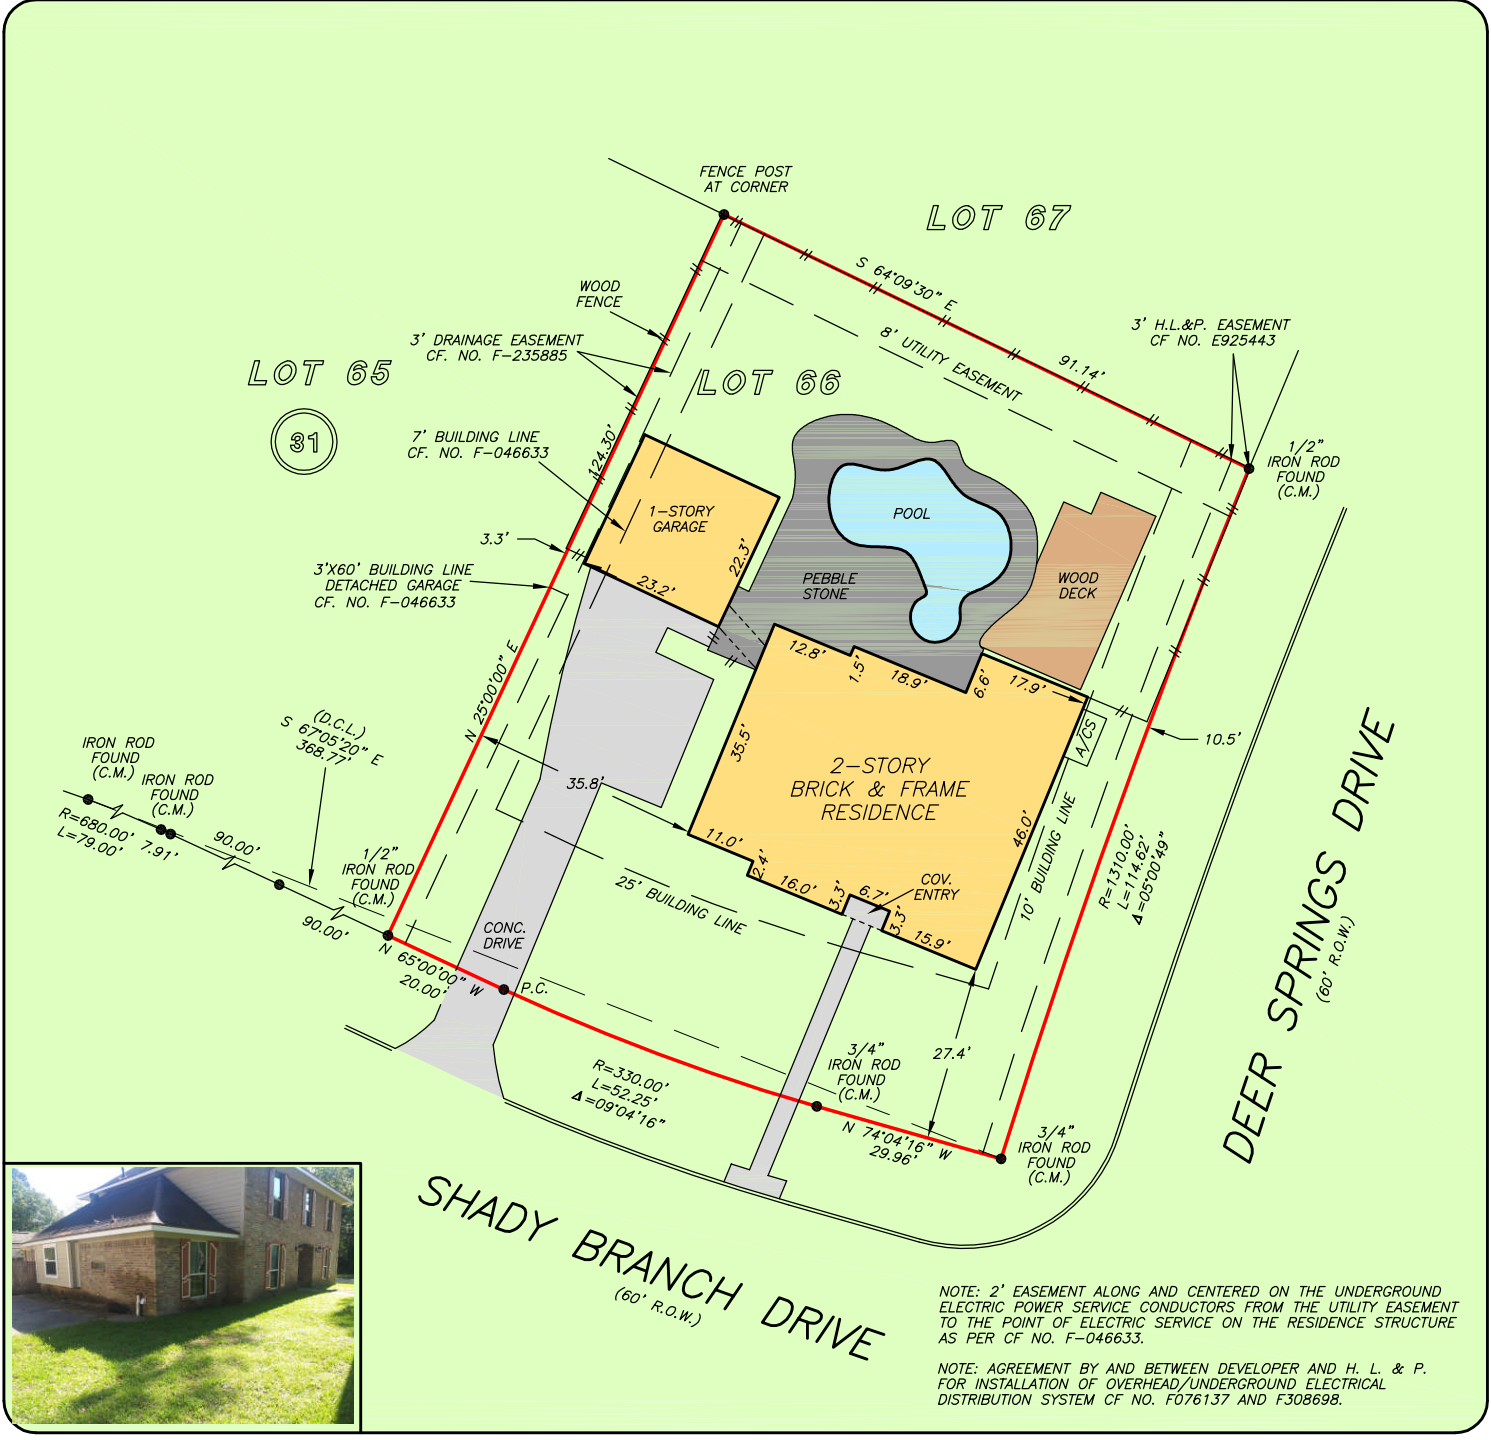 FENCE POST
AT CORNER
LOT 67
S 64°09'30" E
91.14'
WOOD
FENCE
3' DRAINAGE EASEMENT
CF. NO. F-235885
8' UTILITY EASEMENT
3' H.L.&P. EASEMENT
CF NO. E925443
LOT 65
31
LOT 66
7' BUILDING LINE
CF. NO. F-046633
124.30'
1/2"
IRON ROD
FOUND
(C.M.)
1-STORY
GARAGE
POOL
3.3'
22.3'
23.2'
3'X60' BUILDING LINE
DETACHED GARAGE
CF. NO. F-046633
PEBBLE
STONE
WOOD
DECK
N 25°00'00" E
12.8'
1.5'
18.9'
6.6'
17.9'
(D.C.L.)
S 67°05'20" E
368.77'
35.5'
A/CS
10.5'
IRON ROD
FOUND
(C.M.)
IRON ROD
FOUND
(C.M.)
2-STORY
BRICK & FRAME
RESIDENCE
35.8'
R=680.00'
L=79.00'
7.91'
90.00'
11.0'
2.4'
16.0'
3.3'
6.7'
3.3'
15.9'
46.0'
COV.
ENTRY
10' BUILDING LINE
R=1310.00'
L=114.62'
Δ=05°00'49"
1/2"
IRON ROD
FOUND
(C.M.)
90.00'
25' BUILDING LINE
CONC.
DRIVE
N 65°00'00" W
20.00'
P.C.
DEER SPRINGS DRIVE
(60' R.O.W.)
27.4'
3/4"
IRON ROD
FOUND
(C.M.)
R=330.00'
L=52.25'
Δ=09°04'16"
N 74°04'16" W
29.96'
3/4"
IRON ROD
FOUND
(C.M.)
SHADY BRANCH DRIVE
(60' R.O.W.)
NOTE: 2' EASEMENT ALONG AND CENTERED ON THE UNDERGROUND
ELECTRIC POWER SERVICE CONDUCTORS FROM THE UTILITY EASEMENT
TO THE POINT OF ELECTRIC SERVICE ON THE RESIDENCE STRUCTURE
AS PER CF NO. F-046633.
NOTE: AGREEMENT BY AND BETWEEN DEVELOPER AND H. L. & P.
FOR INSTALLATION OF OVERHEAD/UNDERGROUND ELECTRICAL
DISTRIBUTION SYSTEM CF NO. F076137 AND F308698.